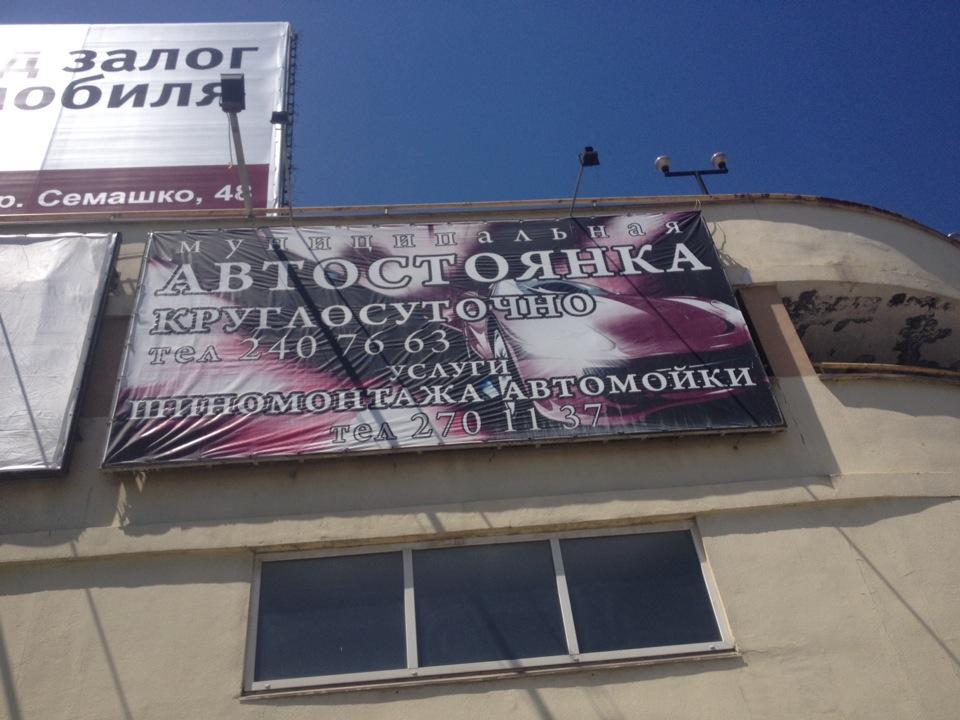 д залог
обиля
р. Семашко, 48
муниципальная
АВТОСТОЯНКА
КРУГЛОСУТОЧНО
тел 240 76 63
УСЛУГИ
ШИНОМОНТАЖА АВТОМОЙКИ
тел 270 11 37